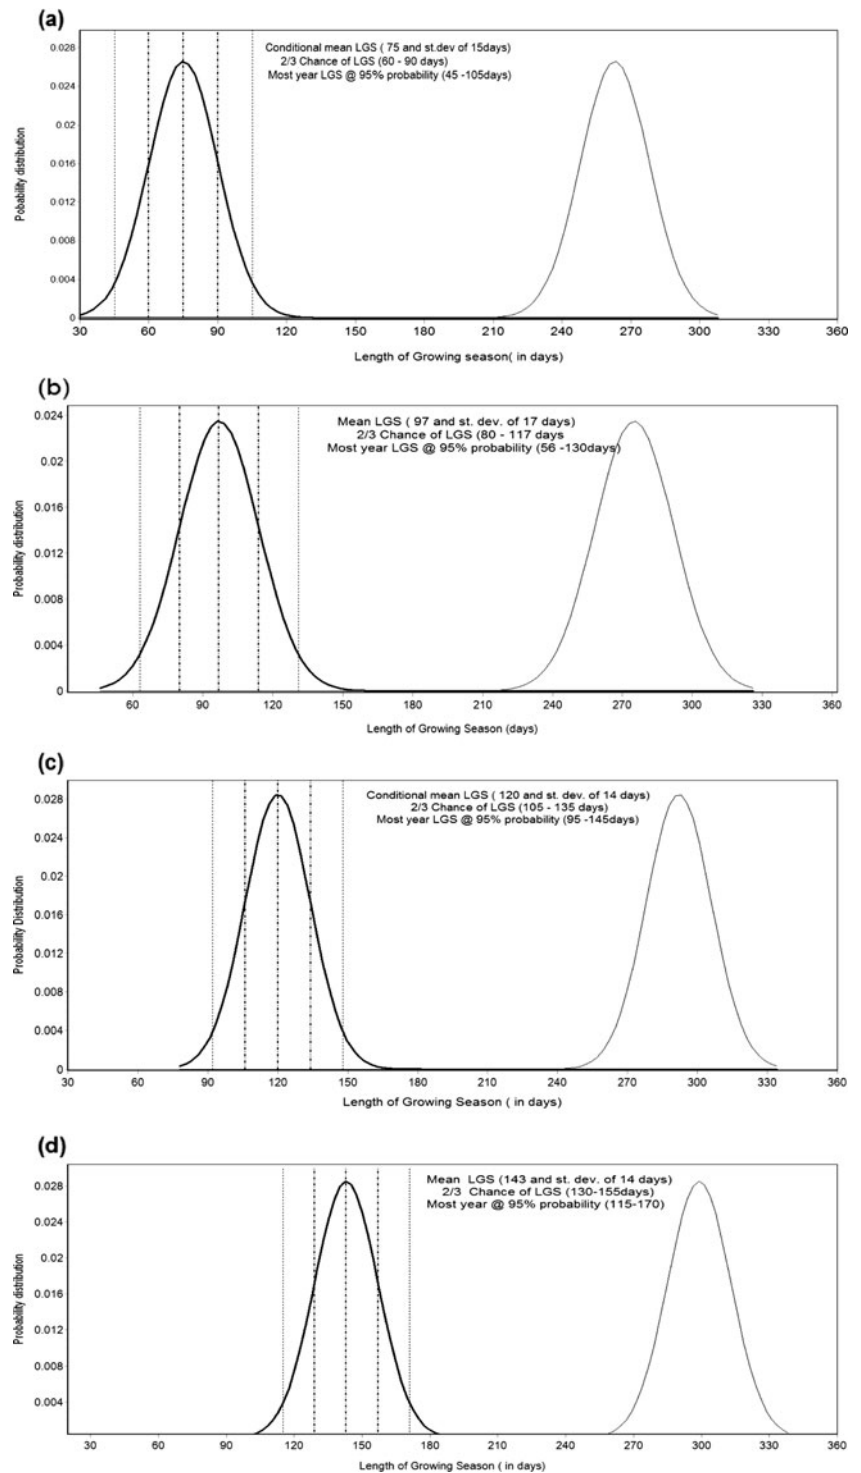 (a)
0.028
0.024
0.02
0.016
0.012
0.008
0.004
0
Pobability distribution
Conditional mean LGS ( 75 and st.dev of 15days)
2/3 Chance of LGS (60 - 90 days)
Most year LGS @ 95% probability (45 -105days)
30 60 90 120 150 180 210 240 270 300 330 360
Length of Growing season( in days)
(b)
0.024
0.02
0.016
0.012
0.008
0.004
0
Probability distribution
Mean LGS ( 97 and st. dev. of 17 days)
2/3 Chance of LGS (80 - 117 days
Most year LGS @ 95% probability (56 -130days)
60 90 120 150 180 210 240 270 300 330 360
Length of Growing Season (days)
(c)
0.028
0.024
0.02
0.016
0.012
0.008
0.004
0
Probability Distribution
Conditional mean LGS ( 120 and st. dev. of 14 days)
2/3 Chance of LGS (105 - 135 days)
Most year LGS @ 95% probability (95 -145days)
30 60 90 120 150 180 210 240 270 300 330 360
Length of Growing Season ( in days)
(d)
0.028
0.024
0.02
0.016
0.012
0.008
0.004
Probability distribution
Mean LGS (143 and st. dev. of 14 days)
2/3 Chance of LGS (130-155days)
Most year @ 95% probability (115-170)
30 60 90 120 150 180 210 240 270 300 330 360
Length of Growing Season ( in days)